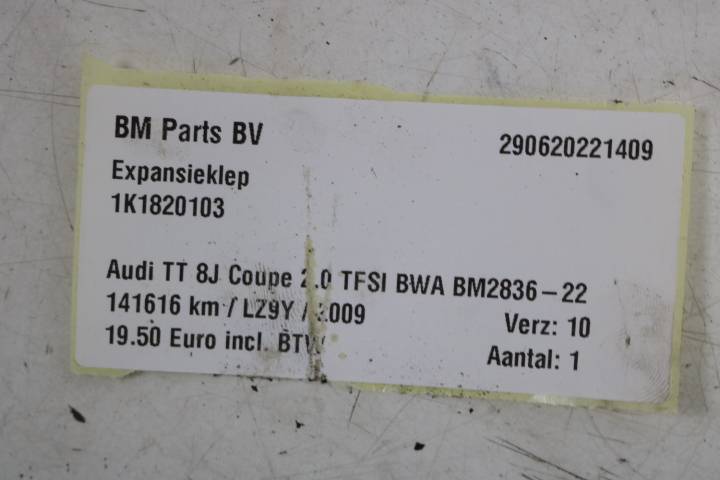 BM Parts BV 290620221409
Expansieklep
1K1820103
Audi TT 8J Coupe 2.0 TFSI BWA BM2836-22
141616 km / LZ9Y / 2009 Verz: 10
19.50 Euro incl. BTW Aantal: 1